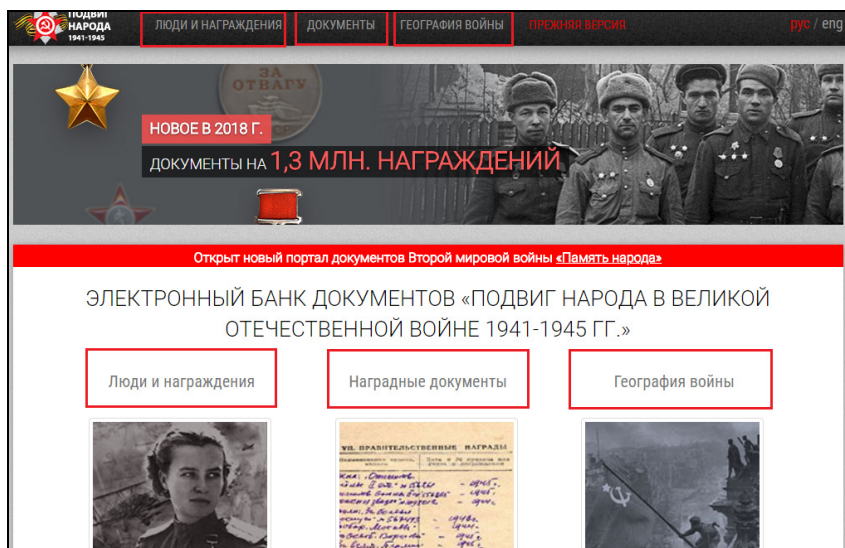 ПОДВИГ
НАРОДА
1941-1945
ЛЮДИ И НАГРАЖДЕНИЯ
ДОКУМЕНТЫ
ГЕОГРАФИЯ ВОЙНЫ
ПРЕЖНЯЯ ВЕРСИЯ
рус / eng
ЗА
ОТВАГУ
НОВОЕ В 2018 Г.
ДОКУМЕНТЫ НА 1,3 МЛН. НАГРАЖДЕНИЙ
Открыт новый портал документов Второй мировой войны «Память народа»
ЭЛЕКТРОННЫЙ БАНК ДОКУМЕНТОВ «ПОДВИГ НАРОДА В ВЕЛИКОЙ
ОТЕЧЕСТВЕННОЙ ВОЙНЕ 1941-1945 ГГ.»
Люди и награждения
Наградные документы
География войны
VII. ПРАВИТЕЛЬСТВЕННЫЕ НАГРАДЫ